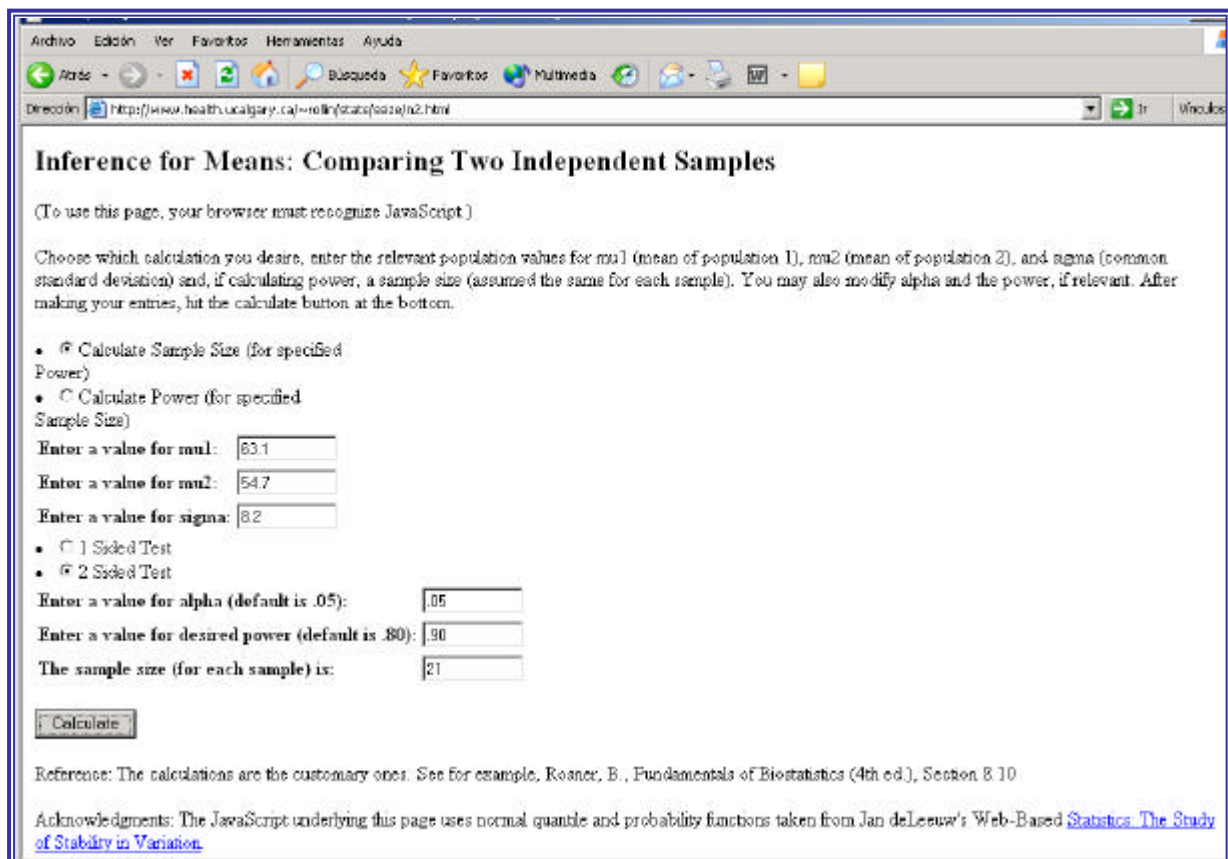 Archivo Edición Ver Favoritos Herramientas Ayuda
Atrás Búsqueda Favoritos Multimedia
Dirección http://www.health.ucalgary.ca/~rollin/stats/ssize/n2.html Ir Vínculos
Inference for Means: Comparing Two Independent Samples
(To use this page, your browser must recognize JavaScript.)
Choose which calculation you desire, enter the relevant population values for mu1 (mean of population 1), mu2 (mean of population 2), and sigma (common
standard deviation) and, if calculating power, a sample size (assumed the same for each sample). You may also modify alpha and the power, if relevant. After
making your entries, hit the calculate button at the bottom.
• Calculate Sample Size (for specified
Power)
• Calculate Power (for specified
Sample Size)
Enter a value for mu1: 63.1
Enter a value for mu2: 54.7
Enter a value for sigma: 8.2
• 1 Sided Test
• 2 Sided Test
Enter a value for alpha (default is .05): .05
Enter a value for desired power (default is .80): .90
The sample size (for each sample) is: 21
Calculate
Reference: The calculations are the customary ones. See for example, Rosner, B., Fundamentals of Biostatistics (4th ed.), Section 8.10
Acknowledgments: The JavaScript underlying this page uses normal quantile and probability functions taken from Jan deLeeuw's Web-Based Statistics: The Study
of Stability in Variation.